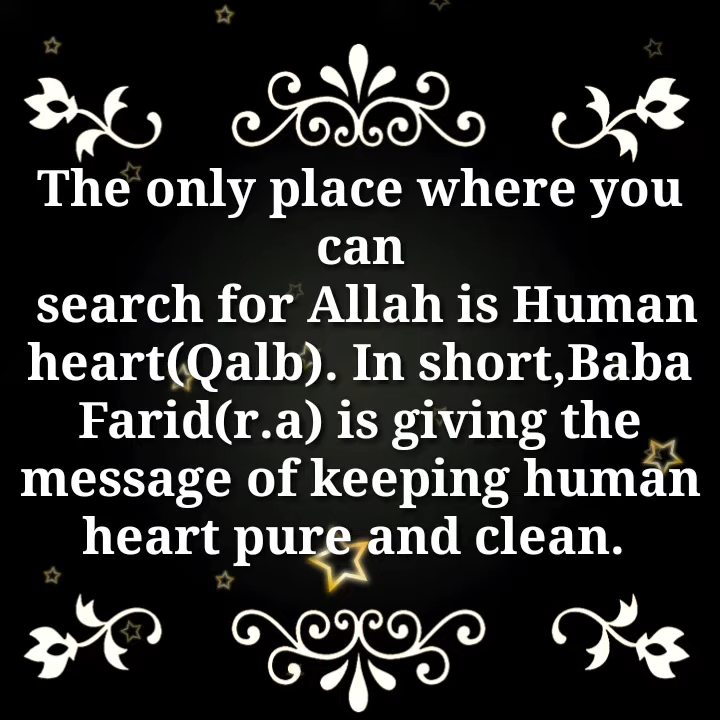 The only place where you
can
search for Allah is Human
heart(Qalb). In short,Baba
Farid(r.a) is giving the
message of keeping human
heart pure and clean.